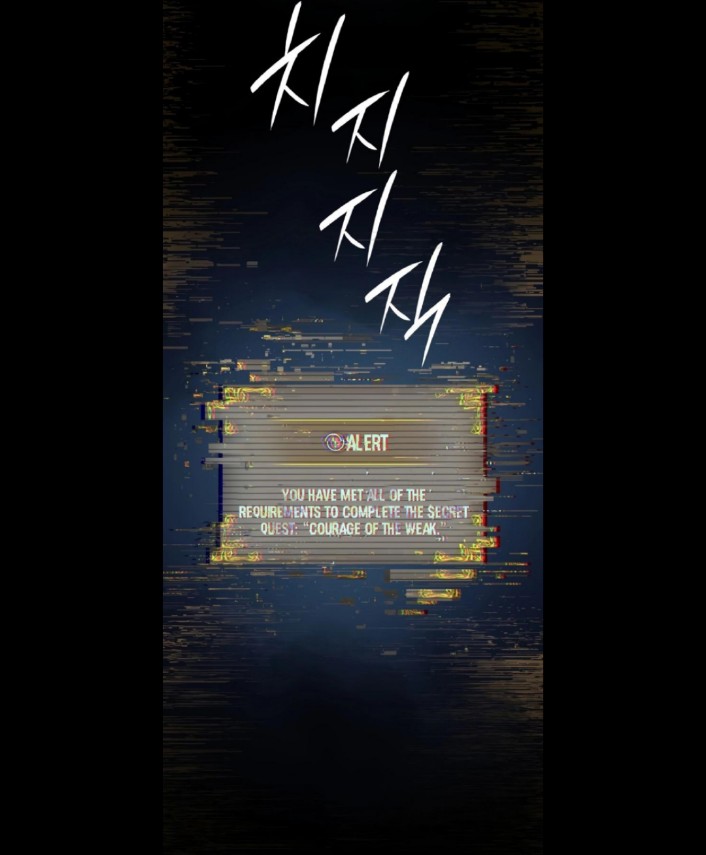 치
지
지
잭
ALERT
YOU HAVE MET ALL OF THE
REQUIREMENTS TO COMPLETE THE SECRET
QUEST: "COURAGE OF THE WEAK."